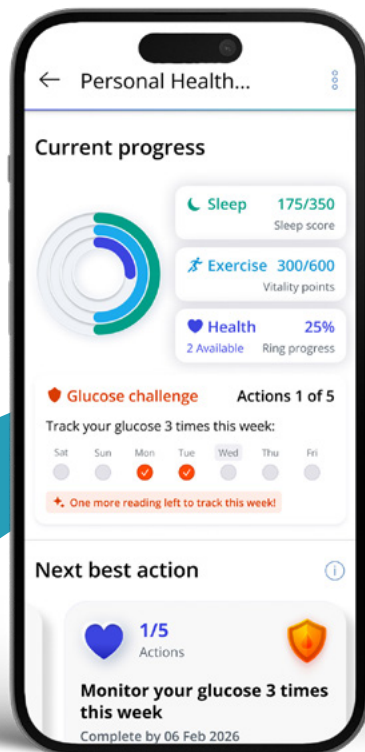 Personal Health...
Current progress
Sleep 175/350
Sleep score
Exercise 300/600
Vitality points
Health 25%
2 Available Ring progress
Glucose challenge Actions 1 of 5
Track your glucose 3 times this week:
Sat Sun Mon Tue Wed Thu Fri
One more reading left to track this week!
Next best action
1/5
Actions
Monitor your glucose 3 times
this week
Complete by 06 Feb 2026